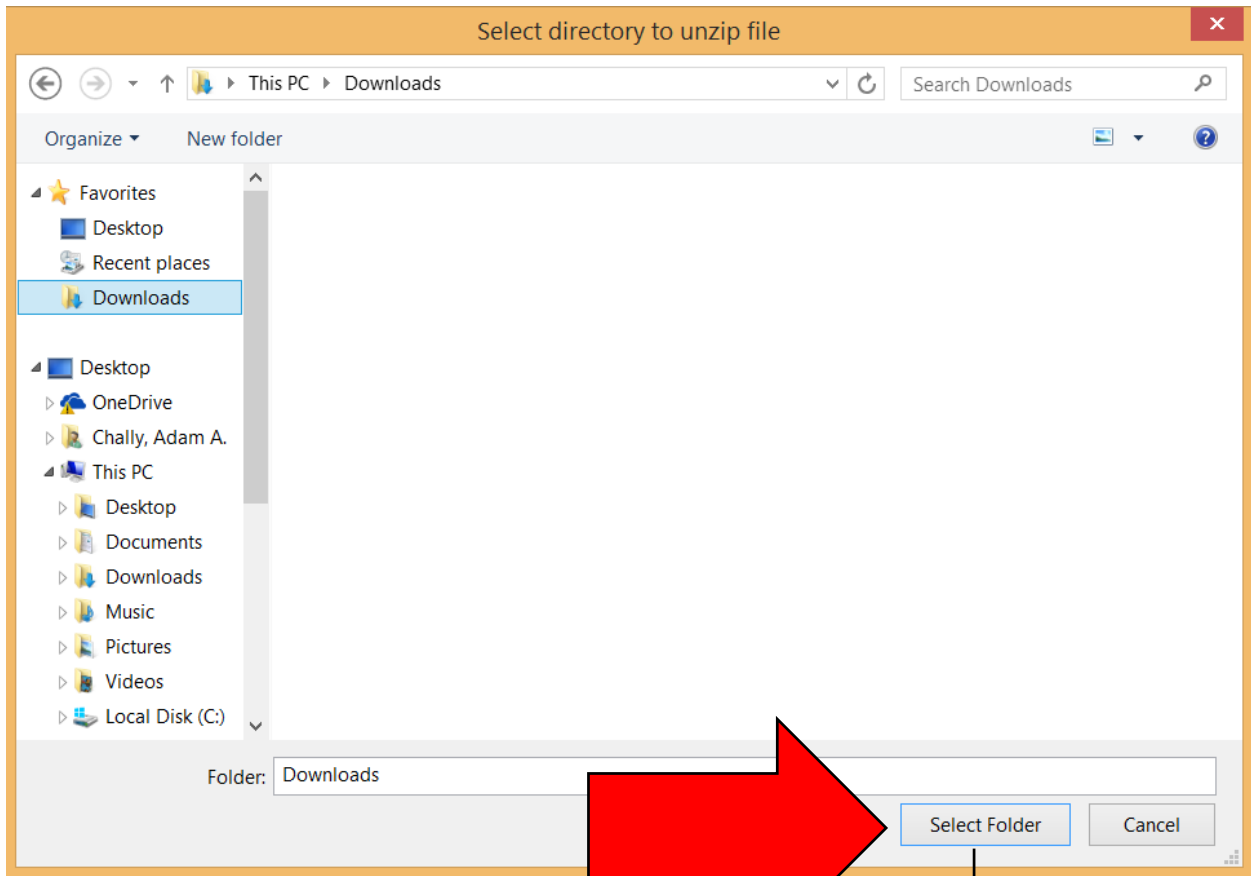 Select directory to unzip file
This PC Downloads
Search Downloads
Organize New folder
Favorites
Desktop
Recent places
Downloads
Desktop
OneDrive
Chally, Adam A.
This PC
Desktop
Documents
Downloads
Music
Pictures
Videos
Local Disk (C:)
Folder: Downloads
Select Folder Cancel